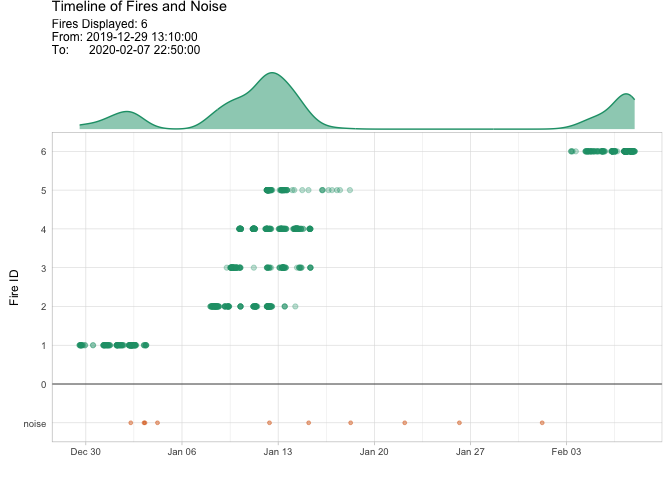 Timeline of Fires and Noise
Fires Displayed: 6
From: 2019-12-29 13:10:00
To: 2020-02-07 22:50:00
6
5
4
3
2
1
0
noise
Fire ID
Dec 30 Jan 06 Jan 13 Jan 20 Jan 27 Feb 03